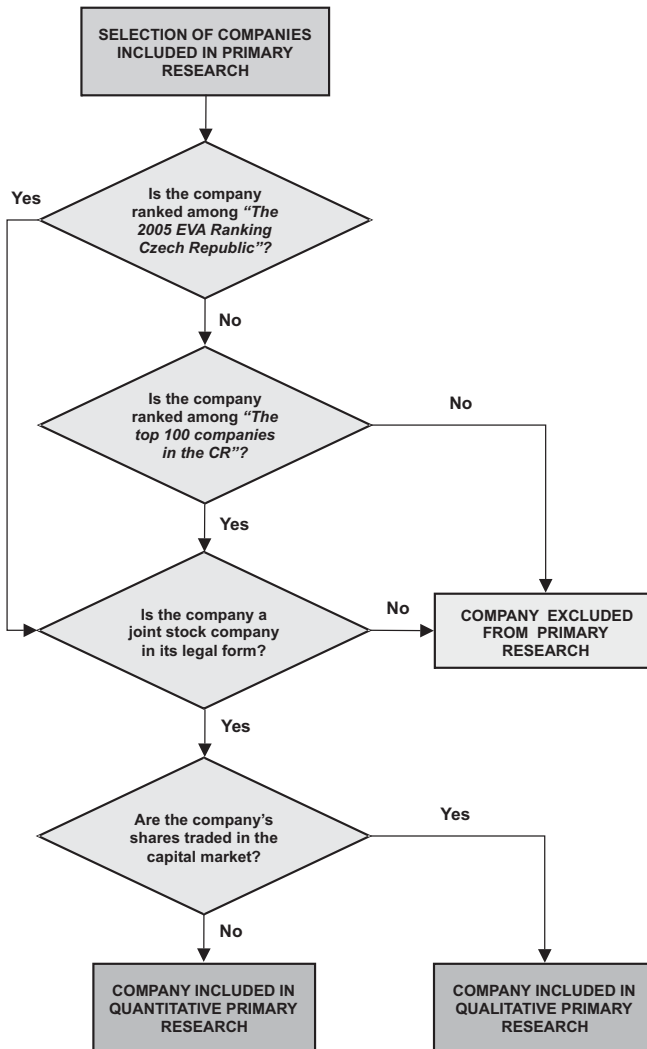 SELECTION OF COMPANIES
INCLUDED IN PRIMARY
RESEARCH
Yes
Is the company
ranked among “The
2005 EVA Ranking
Czech Republic”?
No
Is the company
ranked among “The
top 100 companies
in the CR”?
No
Yes
Is the company a
joint stock company
in its legal form?
No
COMPANY EXCLUDED
FROM PRIMARY
RESEARCH
Yes
Are the company’s
shares traded in the
capital market?
Yes
No
COMPANY INCLUDED IN
QUANTITATIVE PRIMARY
RESEARCH
COMPANY INCLUDED IN
QUALITATIVE PRIMARY
RESEARCH